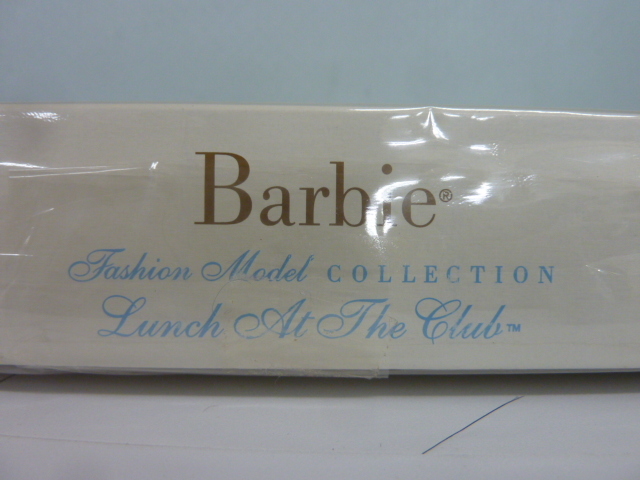 Barbie®
Fashion Model COLLECTION
Lunch At The Club™